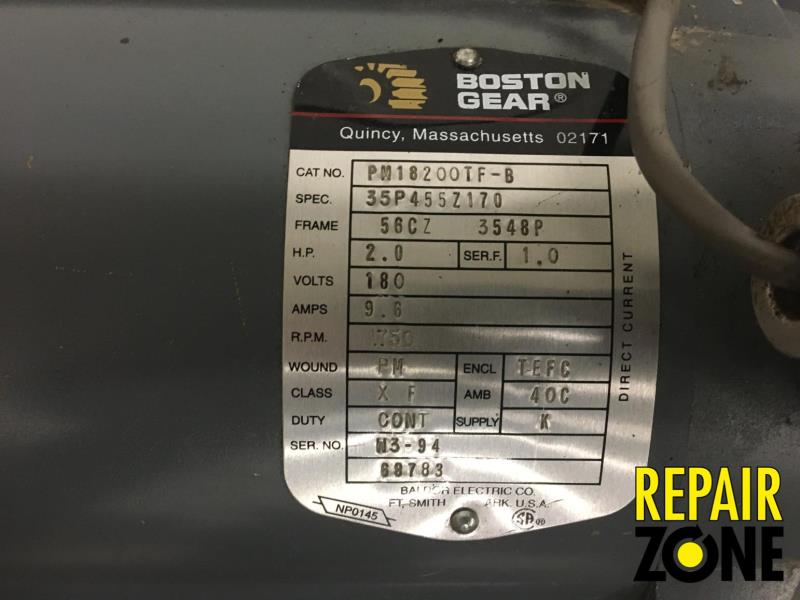 BOSTON
GEAR®
Quincy, Massachusetts 02171
CAT NO. PM18200TF-B
SPEC. 35P455Z170
FRAME 56CZ 3548P
H.P. 2.0 SER.F. 1.0
VOLTS 180
AMPS 9.6
R.P.M. 1750
WOUND PM ENCL TEFC
CLASS X F AMB 40C
DUTY CONT SUPPLY K
SER. NO. W3-94
68783
DIRECT CURRENT
BALDOR ELECTRIC CO.
FT, SMITH ARK. U.S.A.
NP0145
SA ®
REPAIR
ZONE